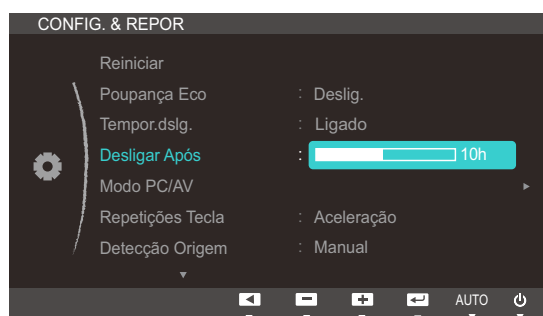 CONFIG. & REPOR
Reiniciar
Poupança Eco : Deslig.
Tempor.dslg. : Ligado
Desligar Após : 10h
Modo PC/AV
Repetições Tecla : Aceleração
Detecção Origem : Manual
AUTO